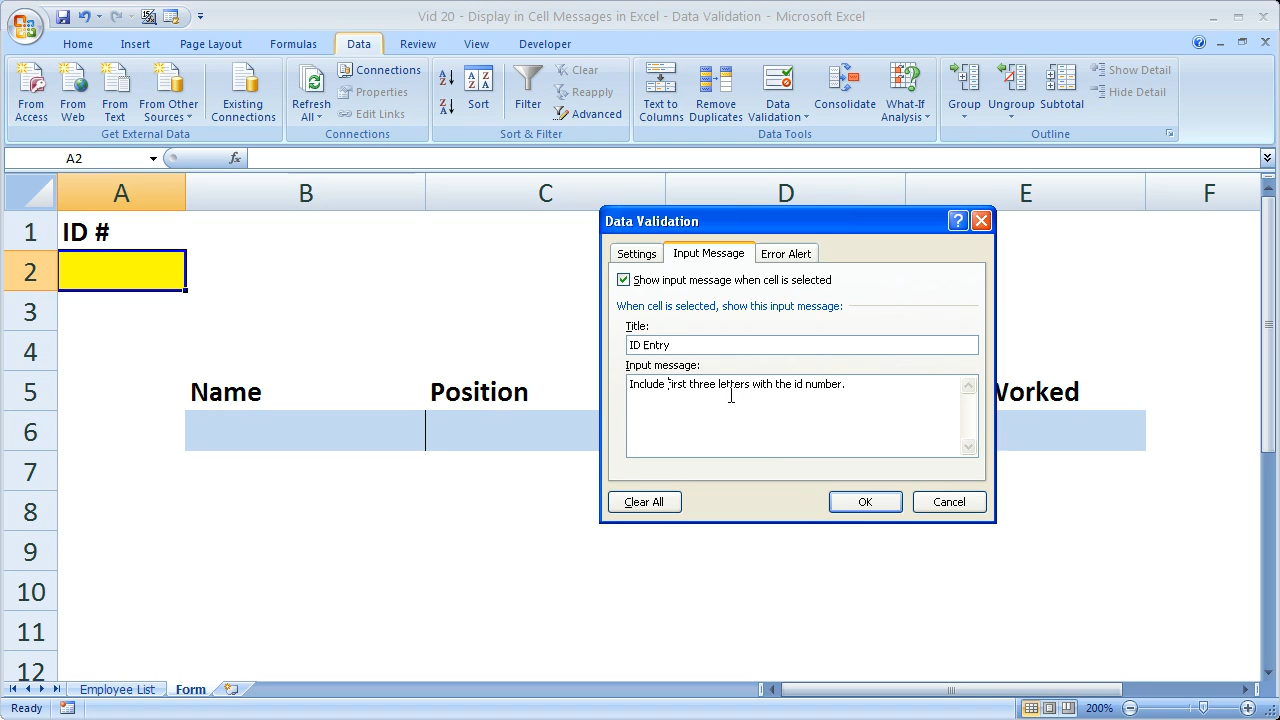 Vid 20 - Display in Cell Messages in Excel - Data Validation - Microsoft Excel
Home Insert Page Layout Formulas Data Review View Developer
From Access
From Web
From Text
From Other Sources
Existing Connections
Get External Data
Refresh All
Connections
Properties
Edit Links
Connections
Sort
Filter
Clear
Reapply
Advanced
Sort & Filter
Text to Columns
Remove Duplicates
Data Validation
Consolidate
What-If Analysis
Data Tools
Group
Ungroup
Subtotal
Show Detail
Hide Detail
Outline
A2 fx
A B C D E F
1 ID #
2
3
4
5 Name Position Worked
6
7
8
9
10
11
12
Data Validation
Settings Input Message Error Alert
Show input message when cell is selected
When cell is selected, show this input message:
Title:
ID Entry
Input message:
Include first three letters with the id number.
Clear All OK Cancel
Employee List Form
Ready 200%